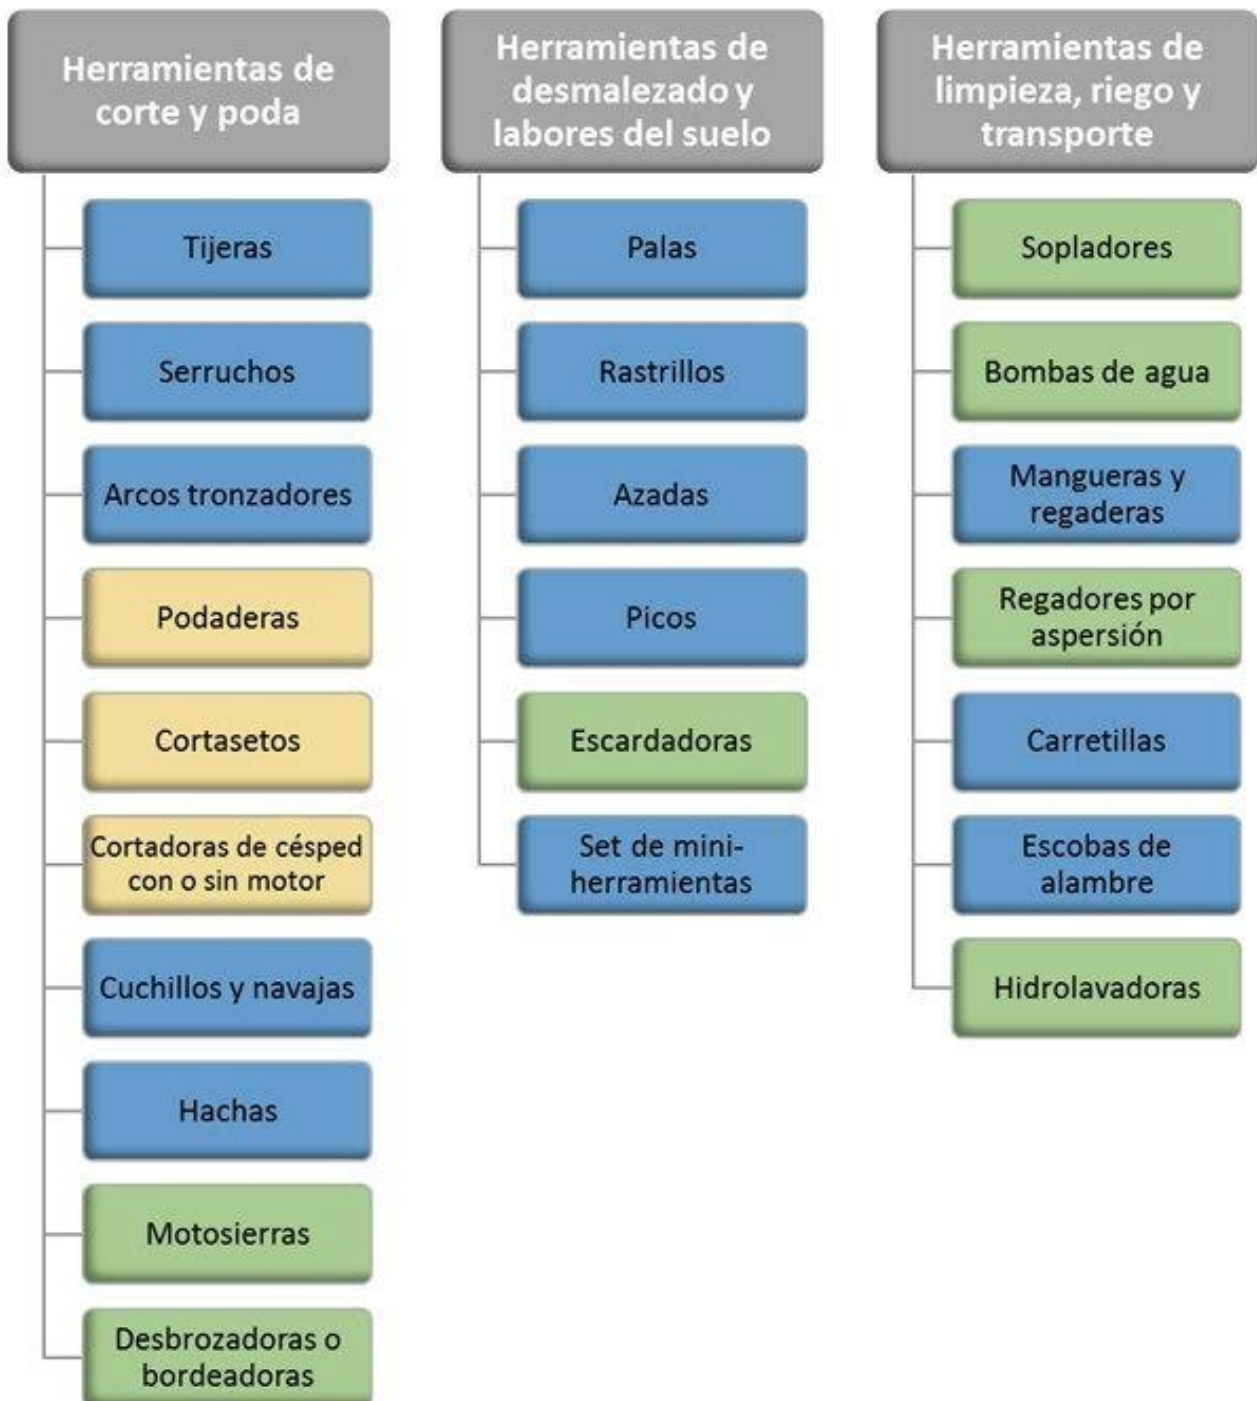 Herramientas de
corte y poda
Tijeras
Serruchos
Arcos tronzadores
Podaderas
Cortasetos
Cortadoras de césped
con o sin motor
Cuchillos y navajas
Hachas
Motosierras
Desbrozadoras o
bordeadoras
Herramientas de
desmalezado y
labores del suelo
Palas
Rastrillos
Azadas
Picos
Escardadoras
Set de mini-
herramientas
Herramientas de
limpieza, riego y
transporte
Sopladores
Bombas de agua
Mangueras y
regaderas
Regadores por
aspersión
Carretillas
Escobas de
alambre
Hidrolavadoras